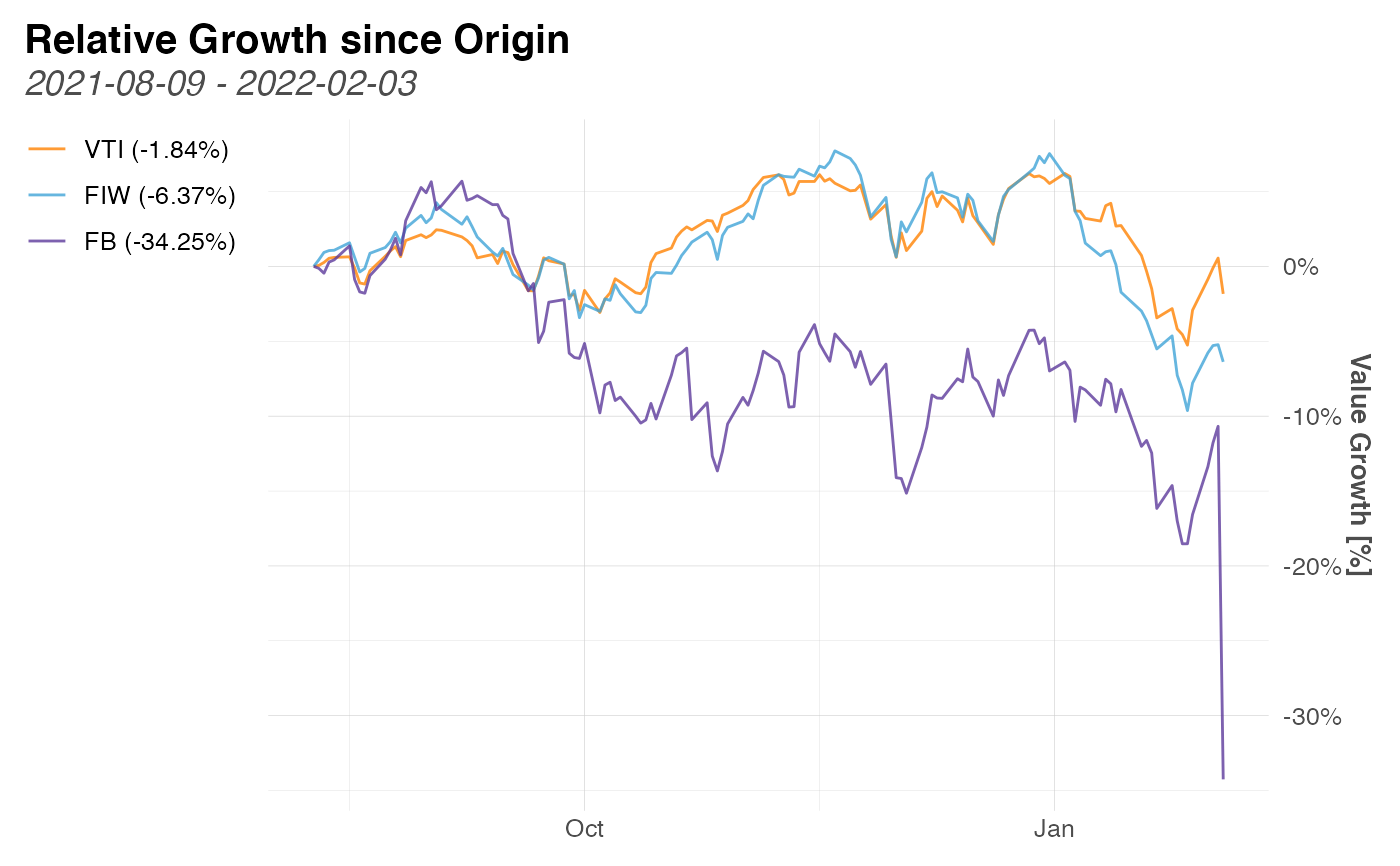 Relative Growth since Origin
2021-08-09 - 2022-02-03
VTI (-1.84%)
FIW (-6.37%)
FB (-34.25%)
0%
-10%
-20%
-30%
Value Growth [%]
Oct
Jan